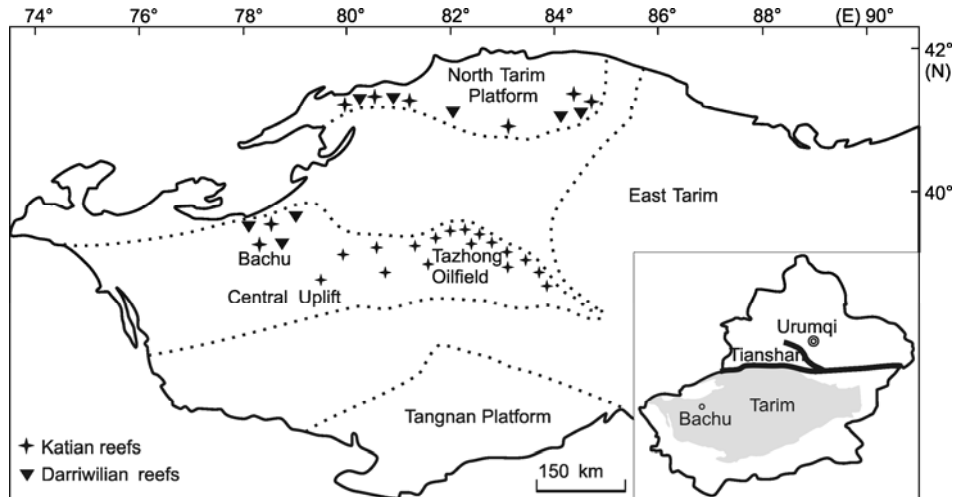 74° 76° 78° 80° 82° 84° 86° 88° (E) 90°
42°
(N)
40°
North Tarim
Platform
East Tarim
Bachu
Tazhong
Oilfield
Central Uplift
Tangnan Platform
Katian reefs
Darriwilian reefs
150 km
Urumqi
Tianshan
Tarim
Bachu